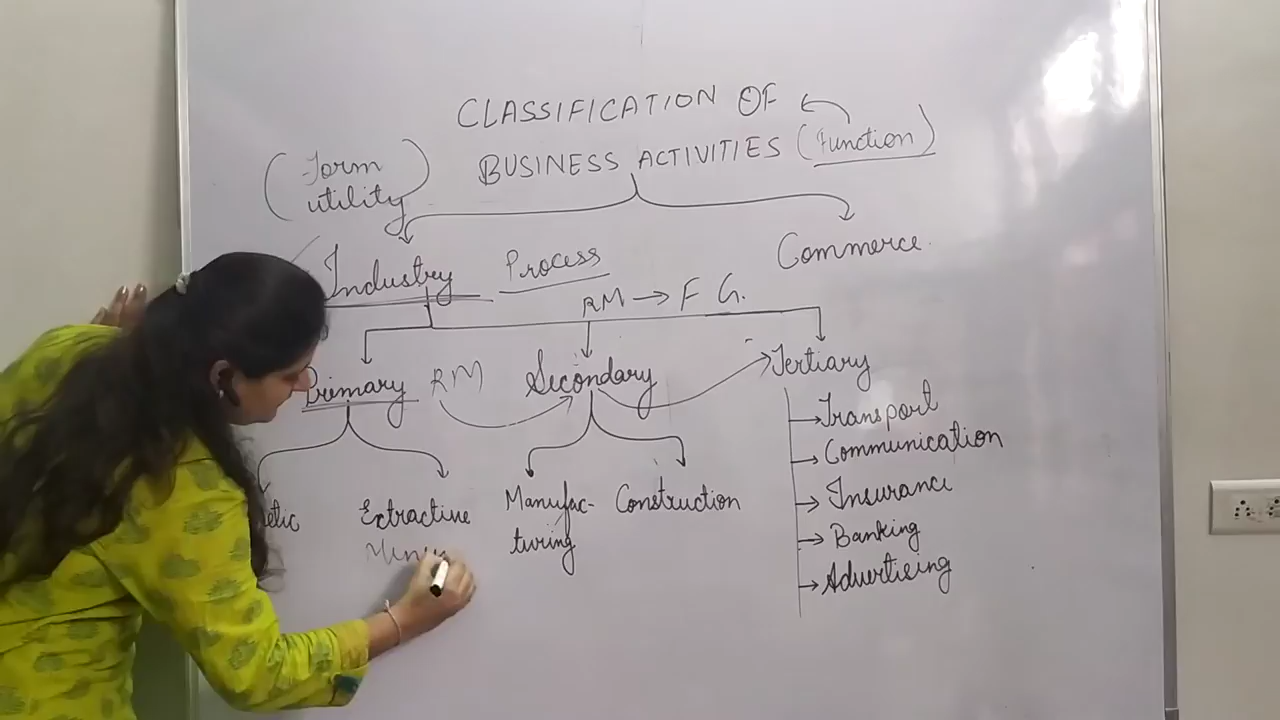 CLASSIFICATION OF
BUSINESS ACTIVITIES (Function)
(Form
utility)
Industry Process Commerce.
RM → F G.
Primary RM Secondary Tertiary
Transport
Communication
Insurance
Banking
Advertising
etic Extractive Manufac- Construction
turing